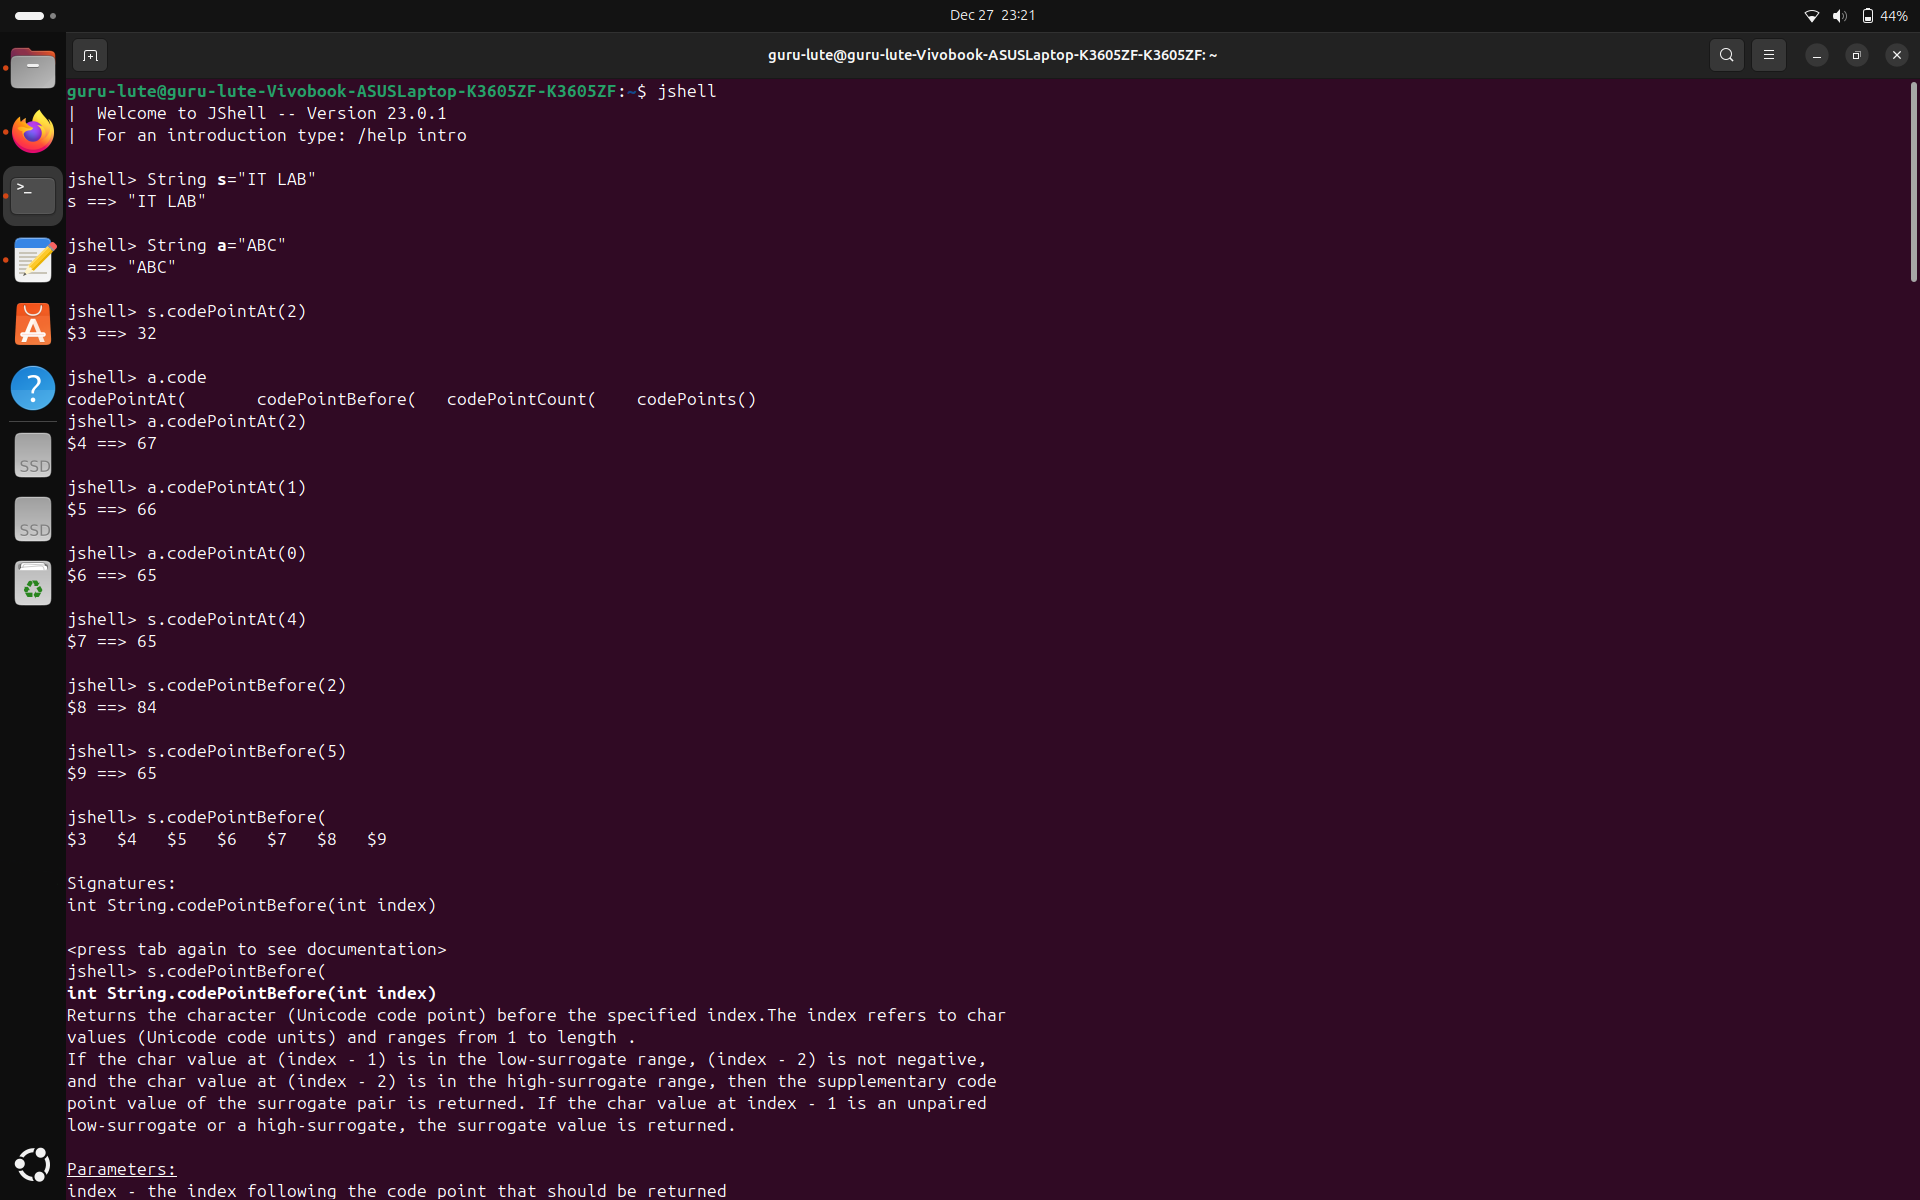 Dec 27 23:21
44%
guru-lute@guru-lute-Vivobook-ASUSLaptop-K3605ZF-K3605ZF: ~
guru-lute@guru-lute-Vivobook-ASUSLaptop-K3605ZF-K3605ZF:~$ jshell
|  Welcome to JShell -- Version 23.0.1
|  For an introduction type: /help intro
jshell> String s="IT LAB"
s ==> "IT LAB"
jshell> String a="ABC"
a ==> "ABC"
jshell> s.codePointAt(2)
$3 ==> 32
jshell> a.code
codePointAt(       codePointBefore(   codePointCount(    codePoints()
jshell> a.codePointAt(2)
$4 ==> 67
jshell> a.codePointAt(1)
$5 ==> 66
jshell> a.codePointAt(0)
$6 ==> 65
jshell> s.codePointAt(4)
$7 ==> 65
jshell> s.codePointBefore(2)
$8 ==> 84
jshell> s.codePointBefore(5)
$9 ==> 65
jshell> s.codePointBefore(
$3   $4   $5   $6   $7   $8   $9
Signatures:
int String.codePointBefore(int index)
<press tab again to see documentation>
jshell> s.codePointBefore(
int String.codePointBefore(int index)
Returns the character (Unicode code point) before the specified index.The index refers to char
values (Unicode code units) and ranges from 1 to length .
If the char value at (index - 1) is in the low-surrogate range, (index - 2) is not negative,
and the char value at (index - 2) is in the high-surrogate range, then the supplementary code
point value of the surrogate pair is returned. If the char value at index - 1 is an unpaired
low-surrogate or a high-surrogate, the surrogate value is returned.
Parameters:
index - the index following the code point that should be returned
SSD
SSD